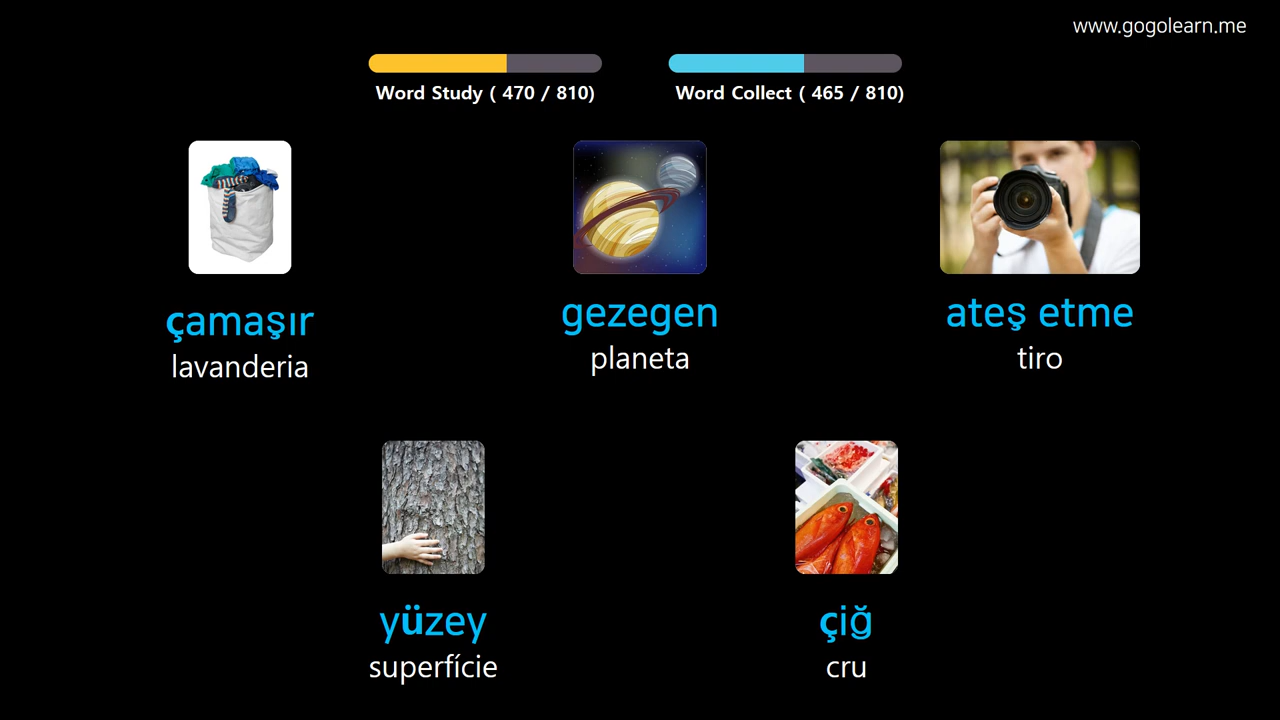 www.gogolearn.me
Word Study ( 470 / 810)
Word Collect ( 465 / 810)
çamaşır
lavanderia
gezegen
planeta
ateş etme
tiro
yüzey
superfície
çiğ
cru